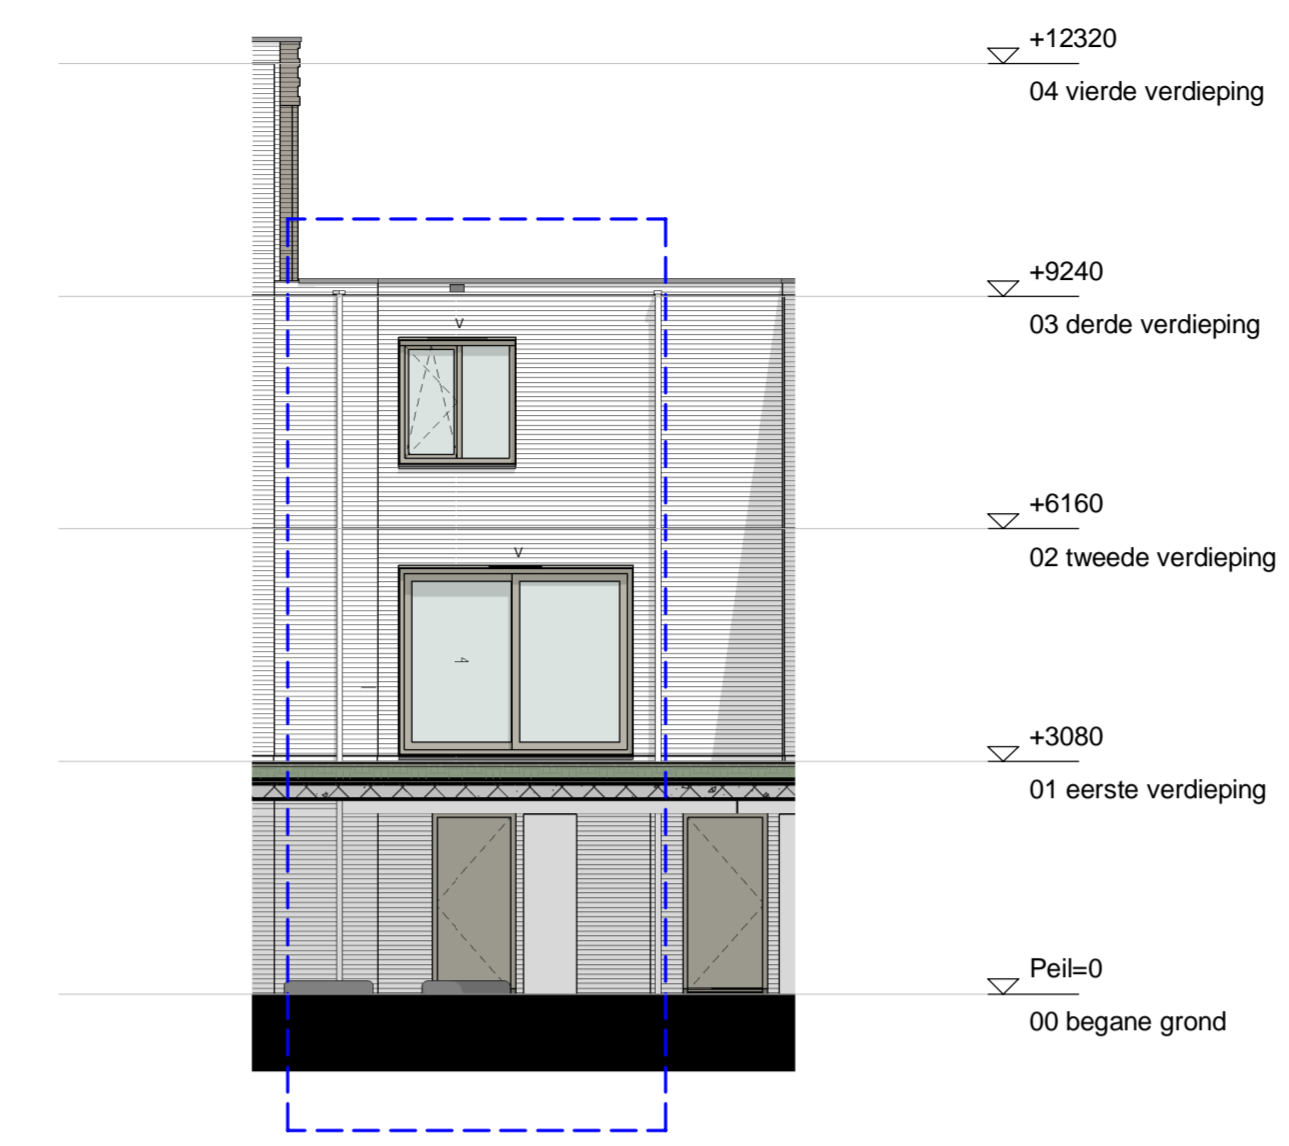 +12320
04 vierde verdieping
+9240
03 derde verdieping
V
+6160
02 tweede verdieping
V
+3080
01 eerste verdieping
Peil=0
00 begane grond